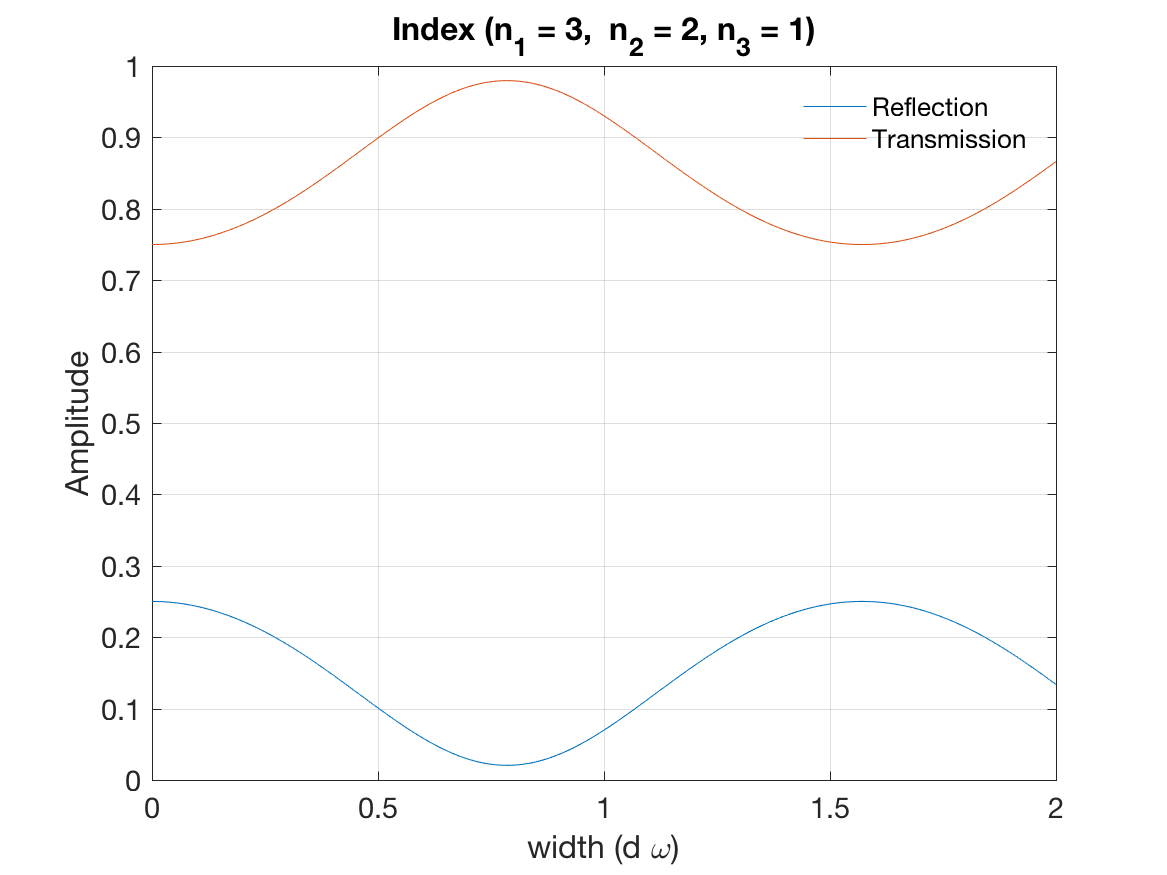 Index (n₁ = 3, n₂ = 2, n₃ = 1)
Reflection
Transmission
Amplitude
1
0.9
0.8
0.7
0.6
0.5
0.4
0.3
0.2
0.1
0
0 0.5 1 1.5 2
width (d ω)